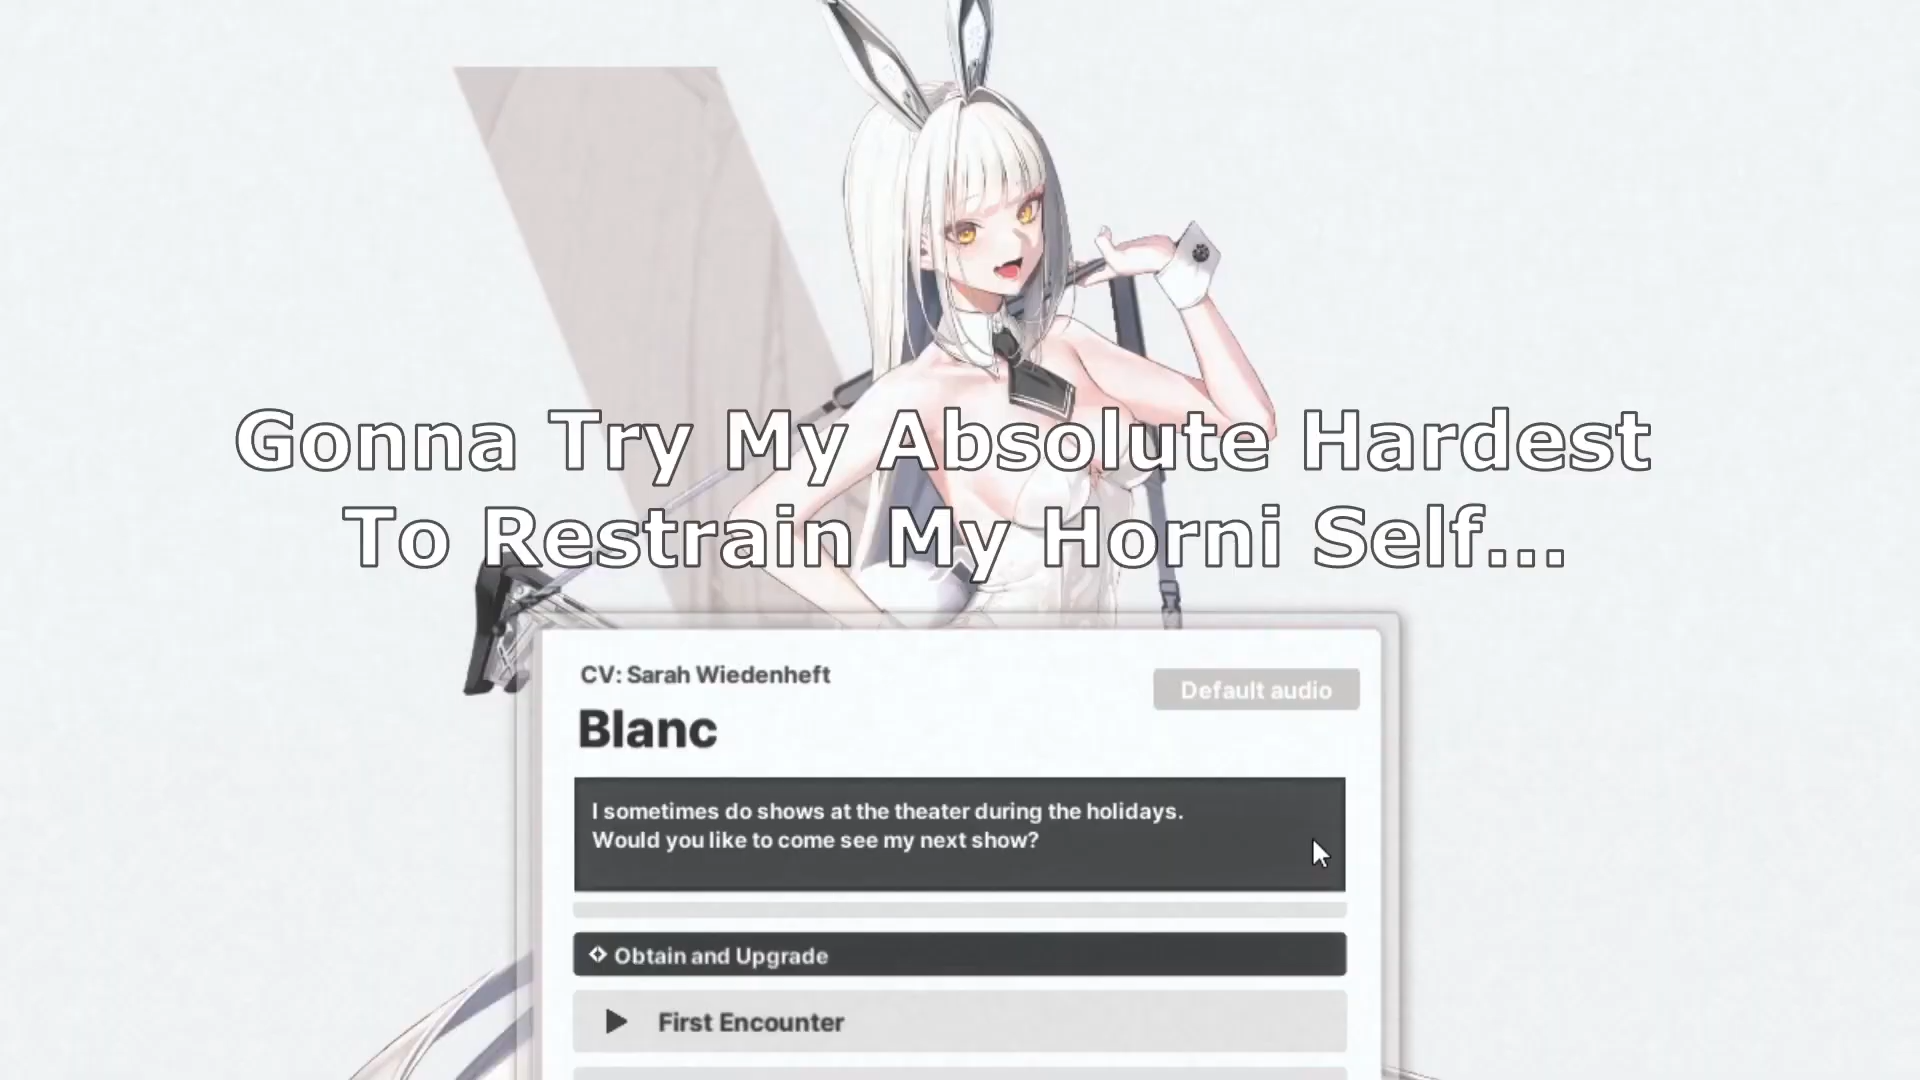 Gonna Try My Absolute Hardest
To Restrain My Horni Self...
CV: Sarah Wiedenheft
Default audio
Blanc
I sometimes do shows at the theater during the holidays.
Would you like to come see my next show?
Obtain and Upgrade
First Encounter